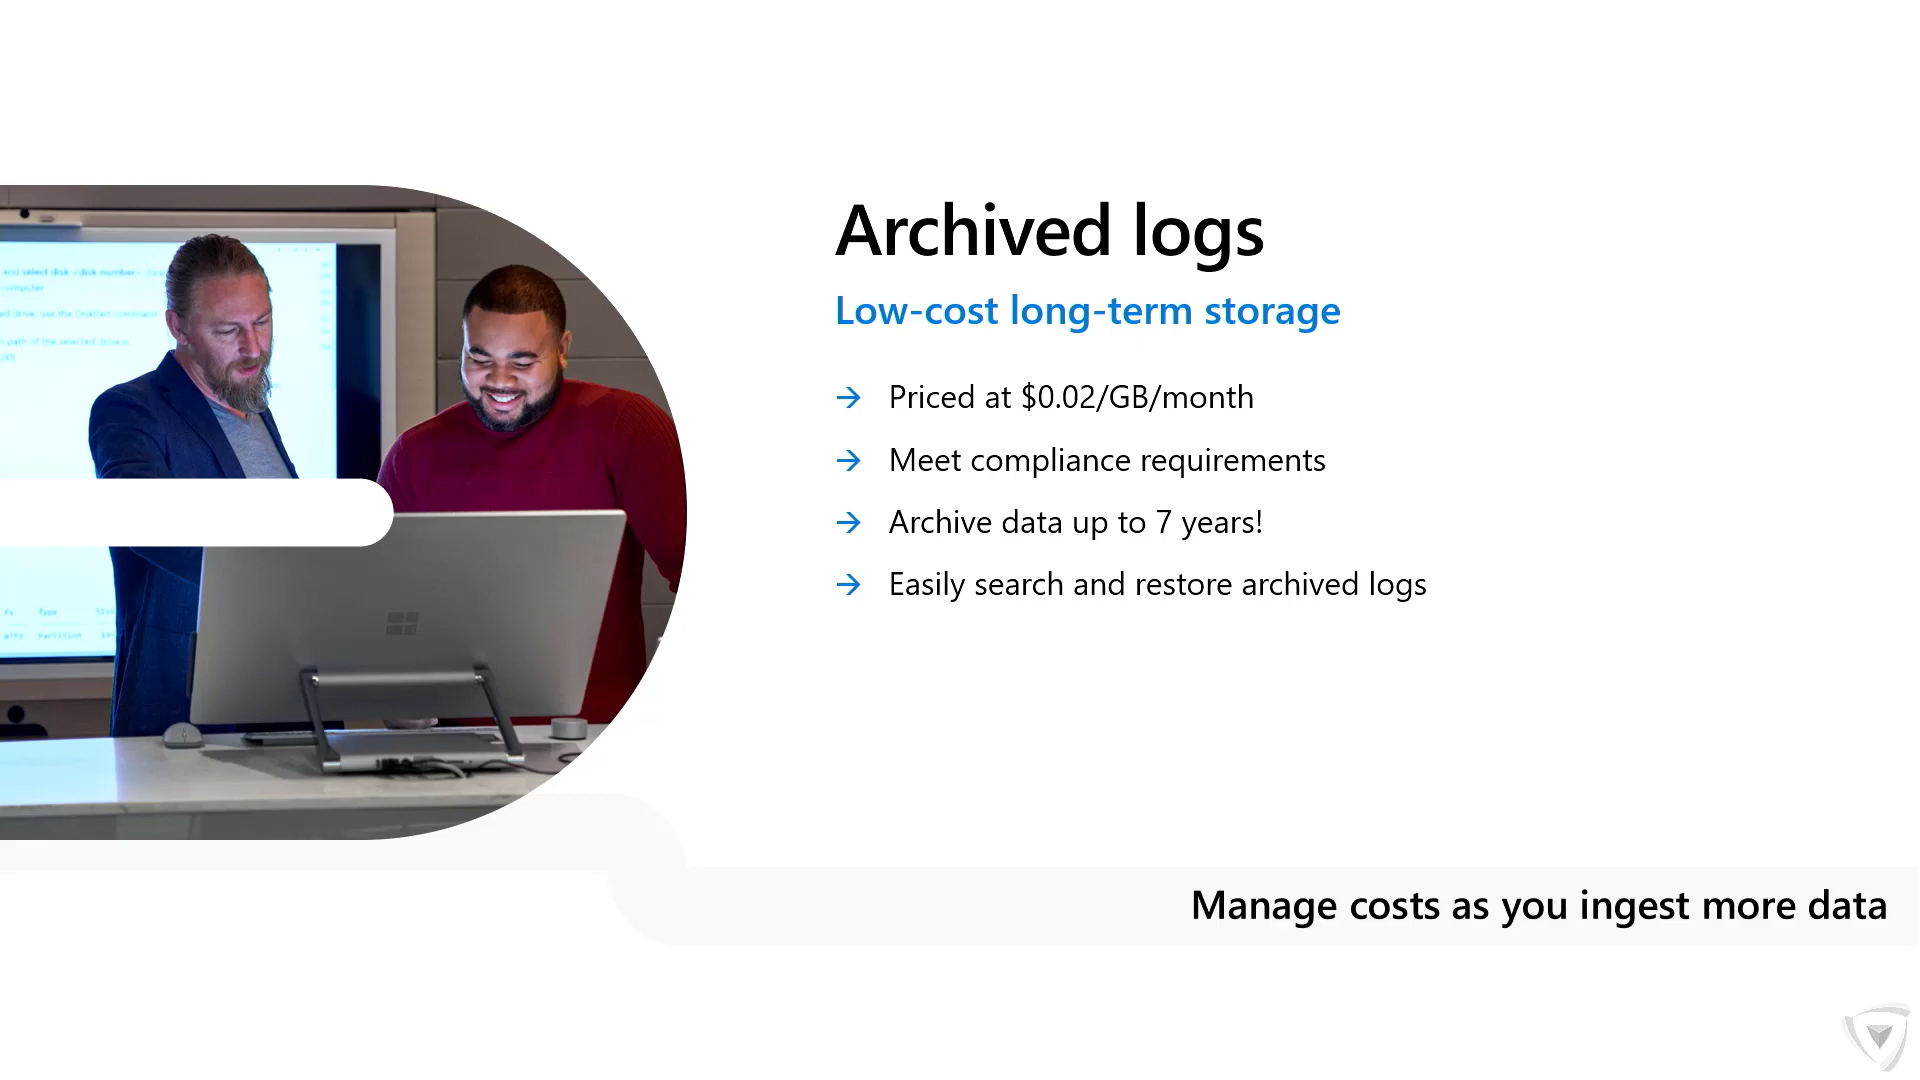 Archived logs
Low-cost long-term storage
Priced at $0.02/GB/month
Meet compliance requirements
Archive data up to 7 years!
Easily search and restore archived logs
Manage costs as you ingest more data